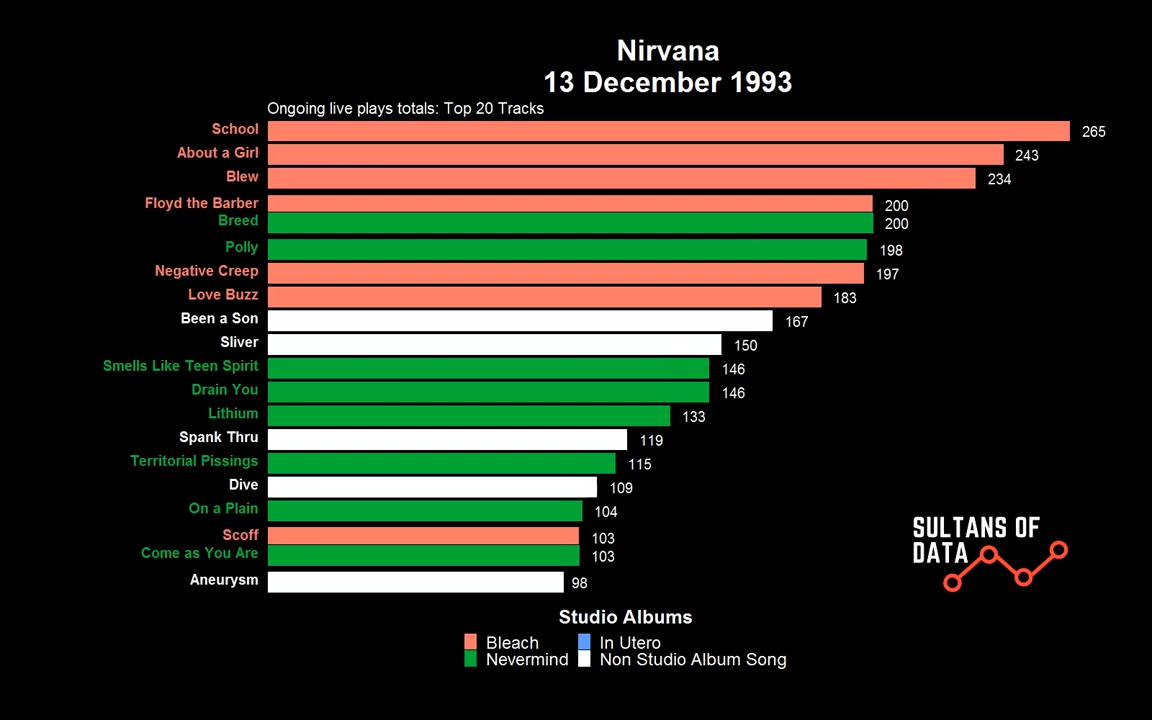 Nirvana
13 December 1993
Ongoing live plays totals: Top 20 Tracks
School 265
About a Girl 243
Blew 234
Floyd the Barber 200
Breed 200
Polly 198
Negative Creep 197
Love Buzz 183
Been a Son 167
Sliver 150
Smells Like Teen Spirit 146
Drain You 146
Lithium 133
Spank Thru 119
Territorial Pissings 115
Dive 109
On a Plain 104
Scoff 103
Come as You Are 103
Aneurysm 98
SULTANS OF
DATA
Studio Albums
Bleach In Utero
Nevermind Non Studio Album Song